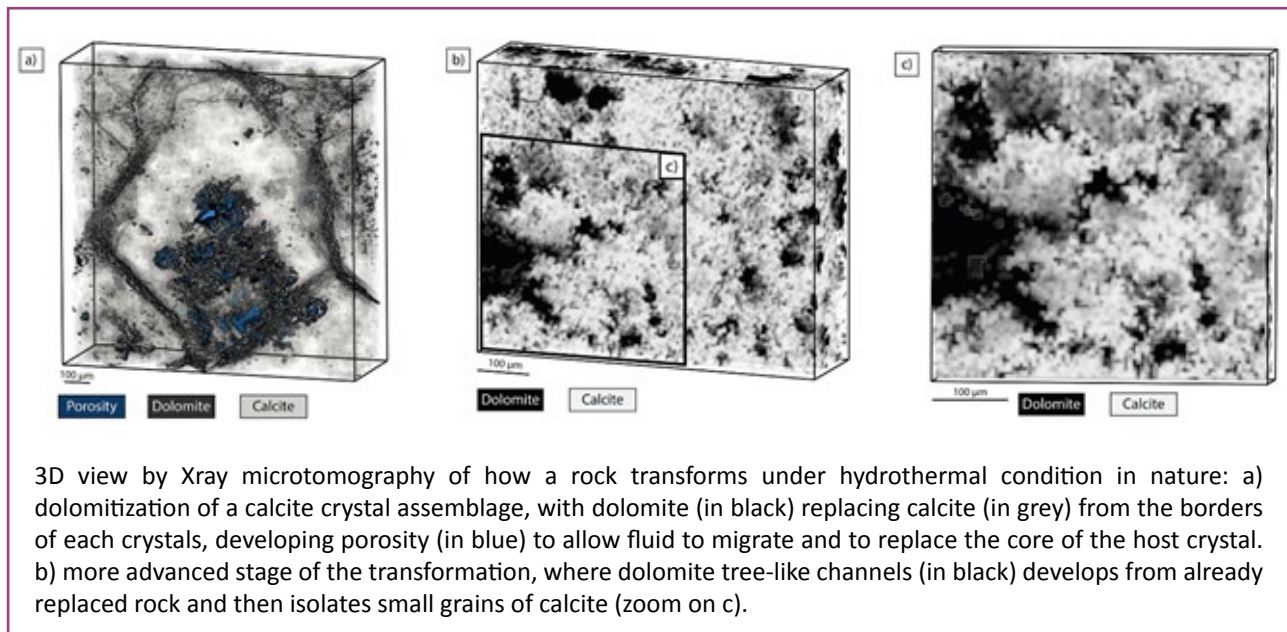 a)
b)
c)
c)
100 μm
100 μm
100 μm
Porosity Dolomite Calcite
Dolomite Calcite
Dolomite Calcite
3D view by Xray microtomography of how a rock transforms under hydrothermal condition in nature: a)
dolomitization of a calcite crystal assemblage, with dolomite (in black) replacing calcite (in grey) from the borders
of each crystals, developing porosity (in blue) to allow fluid to migrate and to replace the core of the host crystal.
b) more advanced stage of the transformation, where dolomite tree-like channels (in black) develops from already
replaced rock and then isolates small grains of calcite (zoom on c).